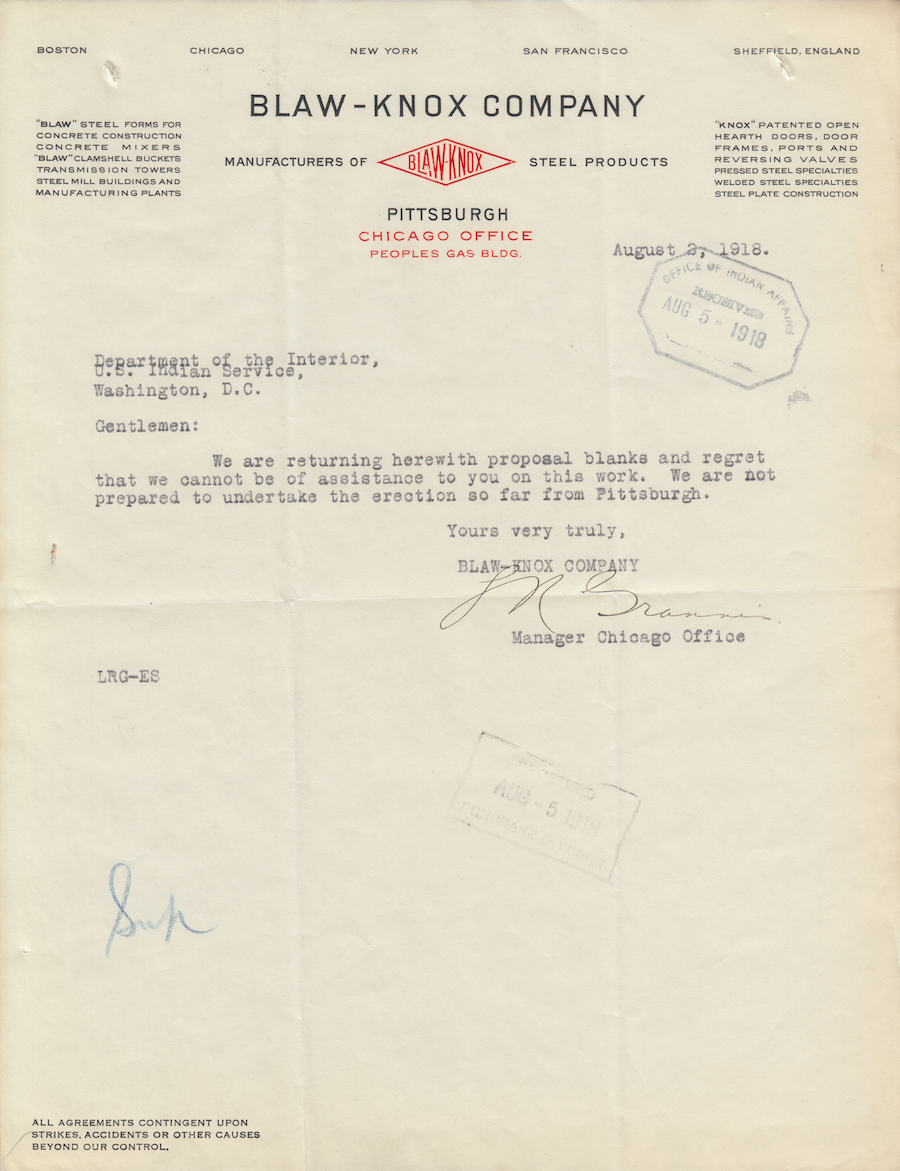 BOSTON CHICAGO NEW YORK SAN FRANCISCO SHEFFIELD, ENGLAND
BLAW-KNOX COMPANY
"BLAW" STEEL FORMS FOR
CONCRETE CONSTRUCTION
CONCRETE MIXERS
"BLAW" CLAMSHELL BUCKETS
TRANSMISSION TOWERS
STEEL MILL BUILDINGS AND
MANUFACTURING PLANTS
MANUFACTURERS OF BLAW-KNOX STEEL PRODUCTS
"KNOX" PATENTED OPEN
HEARTH DOORS, DOOR
FRAMES, PORTS AND
REVERSING VALVES
PRESSED STEEL SPECIALTIES
WELDED STEEL SPECIALTIES
STEEL PLATE CONSTRUCTION
PITTSBURGH
CHICAGO OFFICE
PEOPLES GAS BLDG.
August 2, 1918.
OFFICE OF INDIAN AFFAIRS
RECEIVED
AUG 5 - 1918
Department of the Interior,
U.S. Indian Service,
Washington, D.C.
Gentlemen:
We are returning herewith proposal blanks and regret
that we cannot be of assistance to you on this work. We are not
prepared to undertake the erection so far from Pittsburgh.
Yours very truly,
BLAW-KNOX COMPANY
L R Grannis
Manager Chicago Office
LRG-ES
RECEIVED
AUG - 5 1918
PURCHASE DIVISION
ALL AGREEMENTS CONTINGENT UPON
STRIKES, ACCIDENTS OR OTHER CAUSES
BEYOND OUR CONTROL.